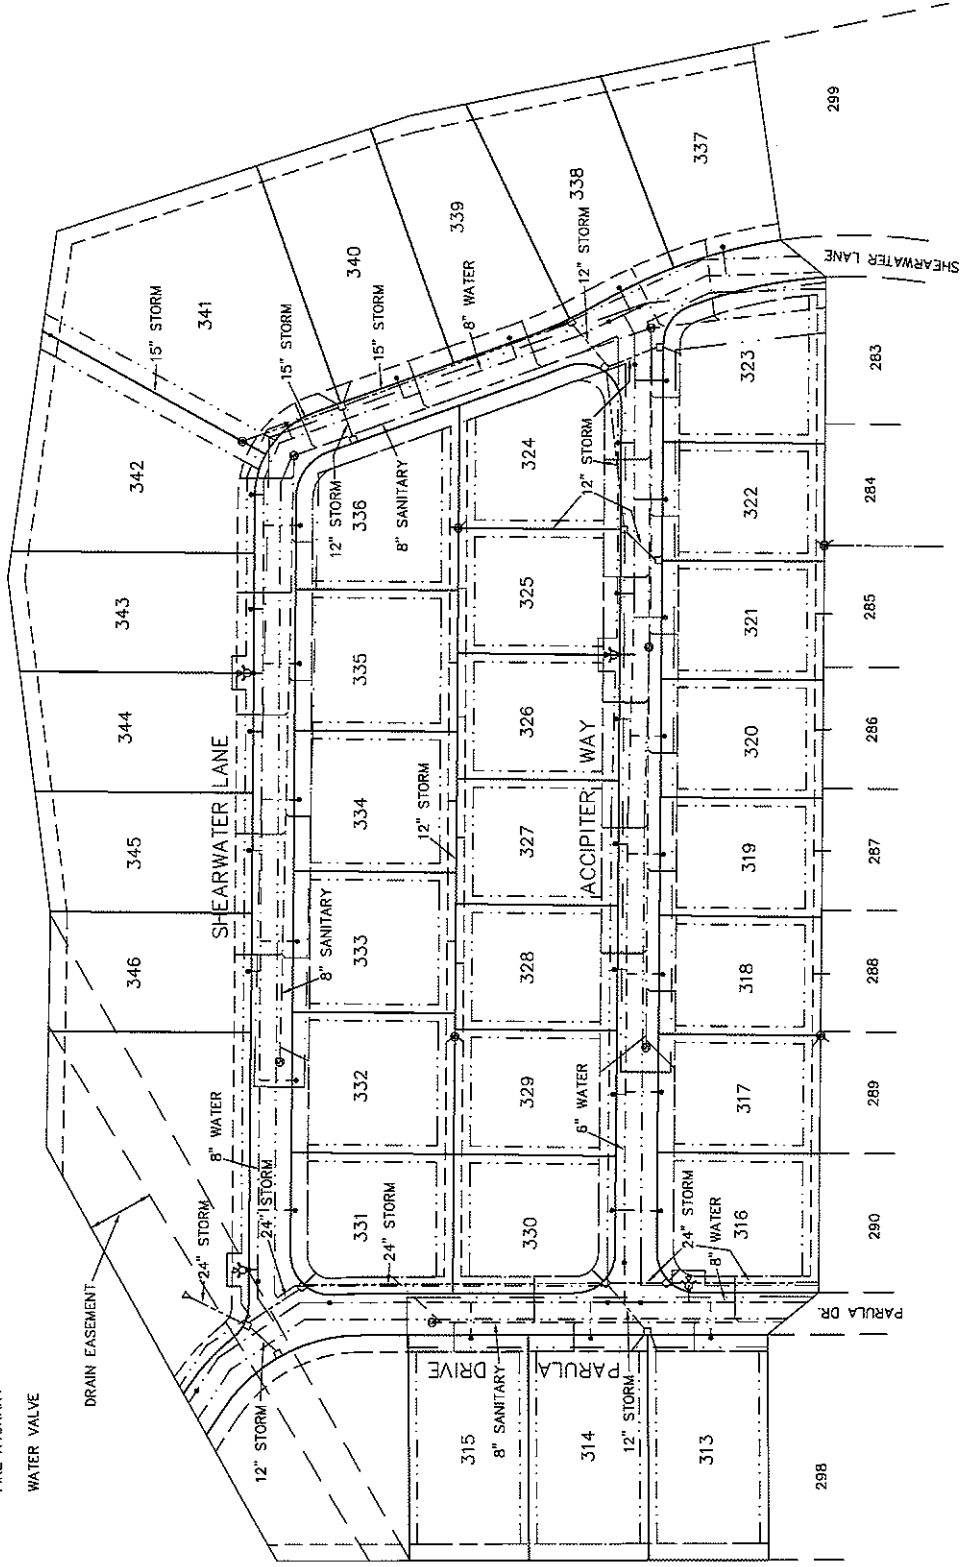 WATER VALVE
DRAIN EASEMENT
299
337
338
339
340
341
342
343
344
345
346
12" STORM
8" WATER
15" STORM
15" STORM
15" STORM
SHEARWATER LANE
SHEARWATER LANE
12" STORM
8" SANITARY
336
335
334
333
332
331
8" SANITARY
8" WATER
24" STORM
24" STORM
24" STORM
12" STORM
12" STORM
324
325
326
327
328
329
330
12" STORM
ACCIPITER WAY
6" WATER
323
322
321
320
319
318
317
316
24" STORM
8" WATER
283
284
285
286
287
288
289
290
PARULA DR.
PARULA DRIVE
8" SANITARY
12" STORM
315
314
313
298